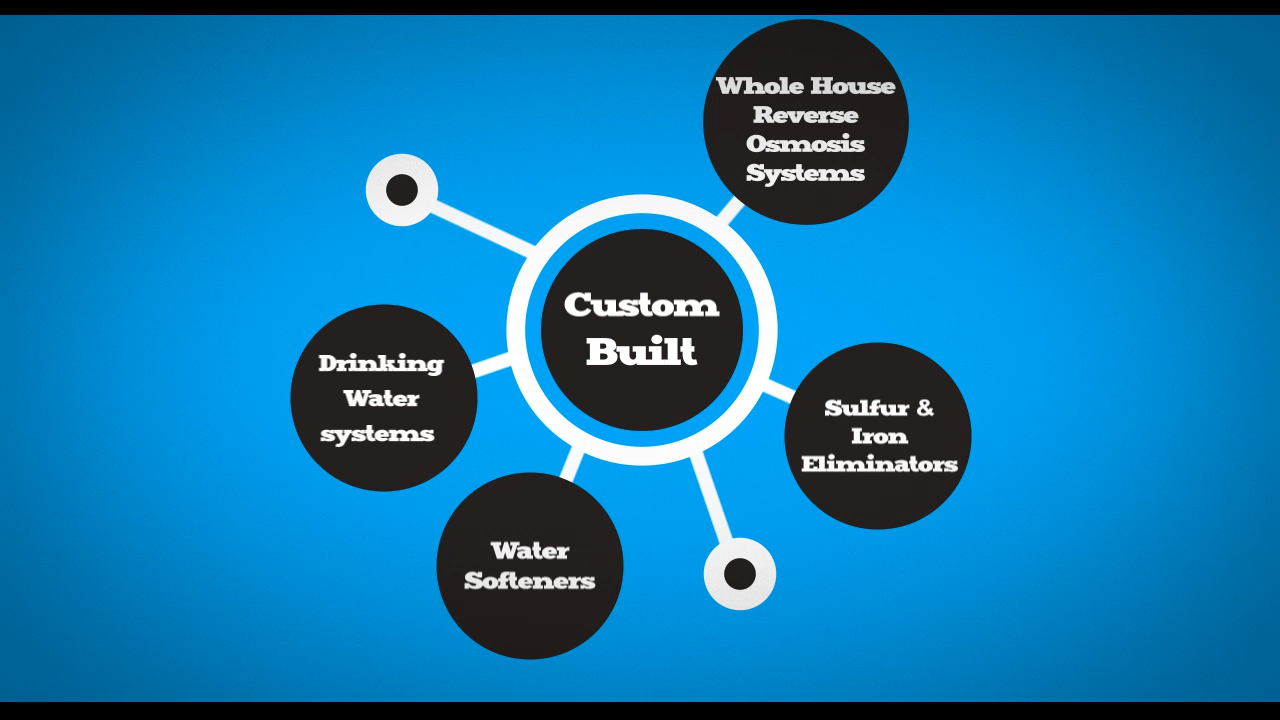 Whole House
Reverse
Osmosis
Systems
Custom
Built
Drinking
Water
systems
Sulfur &
Iron
Eliminators
Water
Softeners